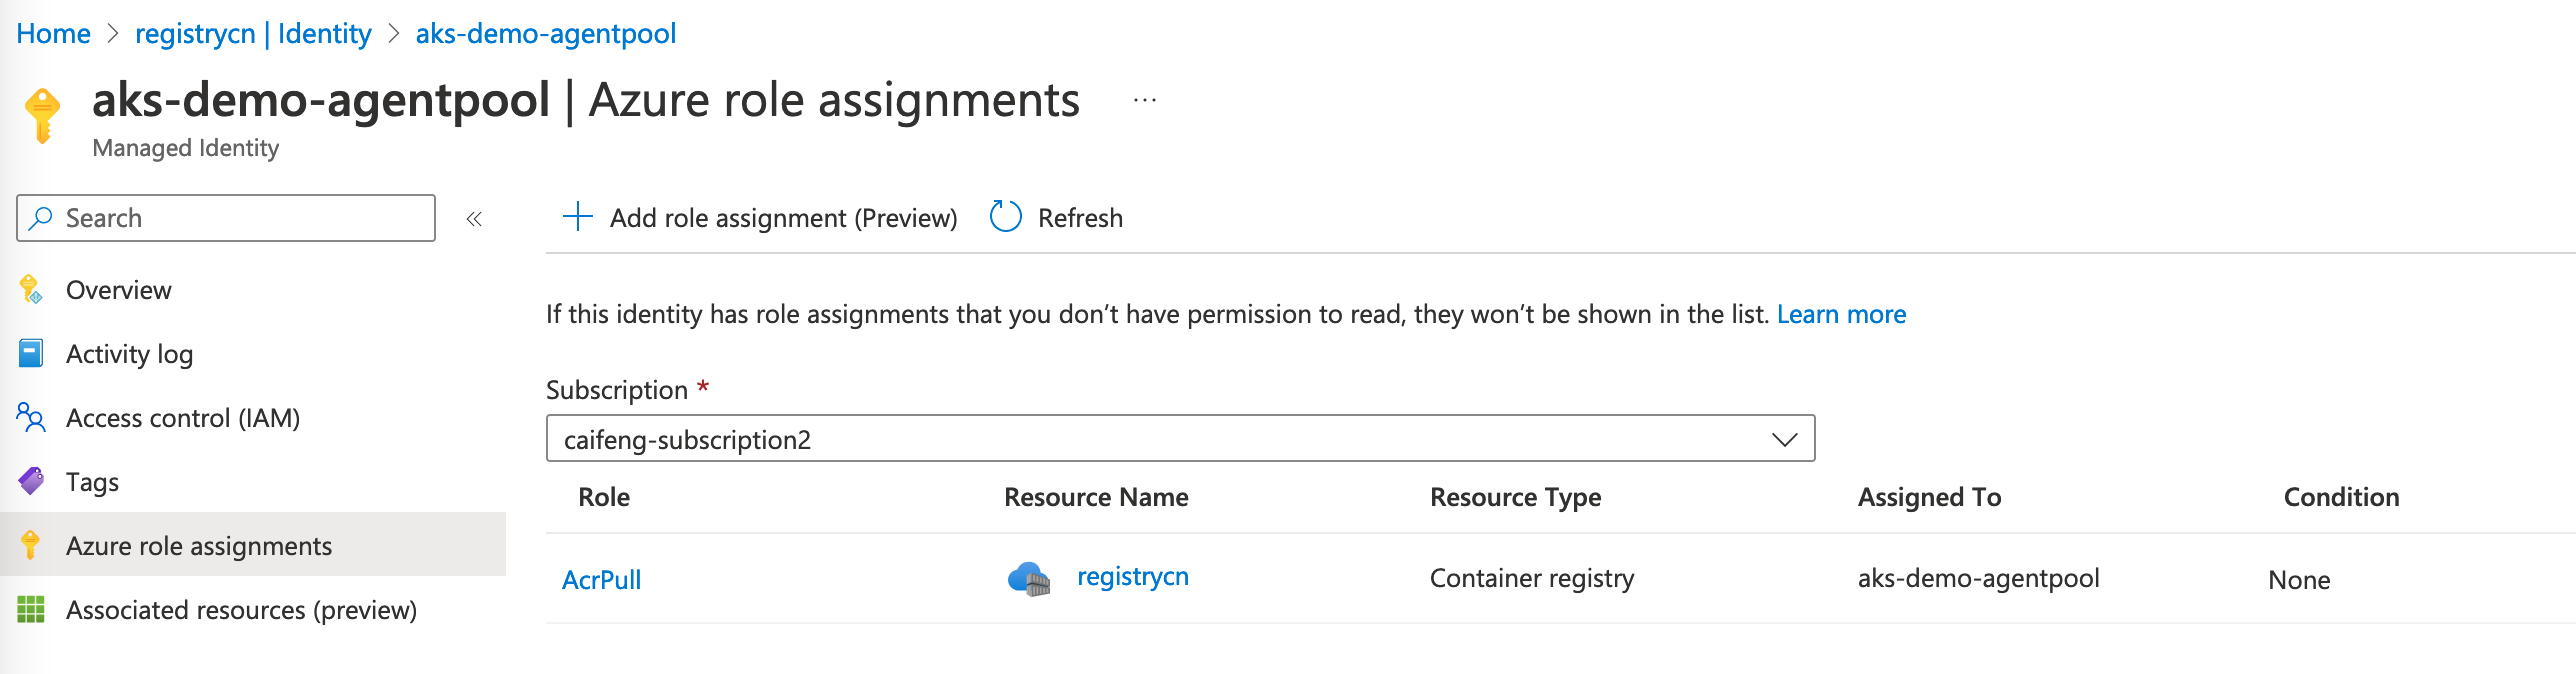 Home > registrycn | Identity > aks-demo-agentpool
aks-demo-agentpool | Azure role assignments ...
Managed Identity
Search «
Overview
Activity log
Access control (IAM)
Tags
Azure role assignments
Associated resources (preview)
Add role assignment (Preview) Refresh
If this identity has role assignments that you don’t have permission to read, they won’t be shown in the list. Learn more
Subscription *
caifeng-subscription2
Role Resource Name Resource Type Assigned To Condition
AcrPull registrycn Container registry aks-demo-agentpool None